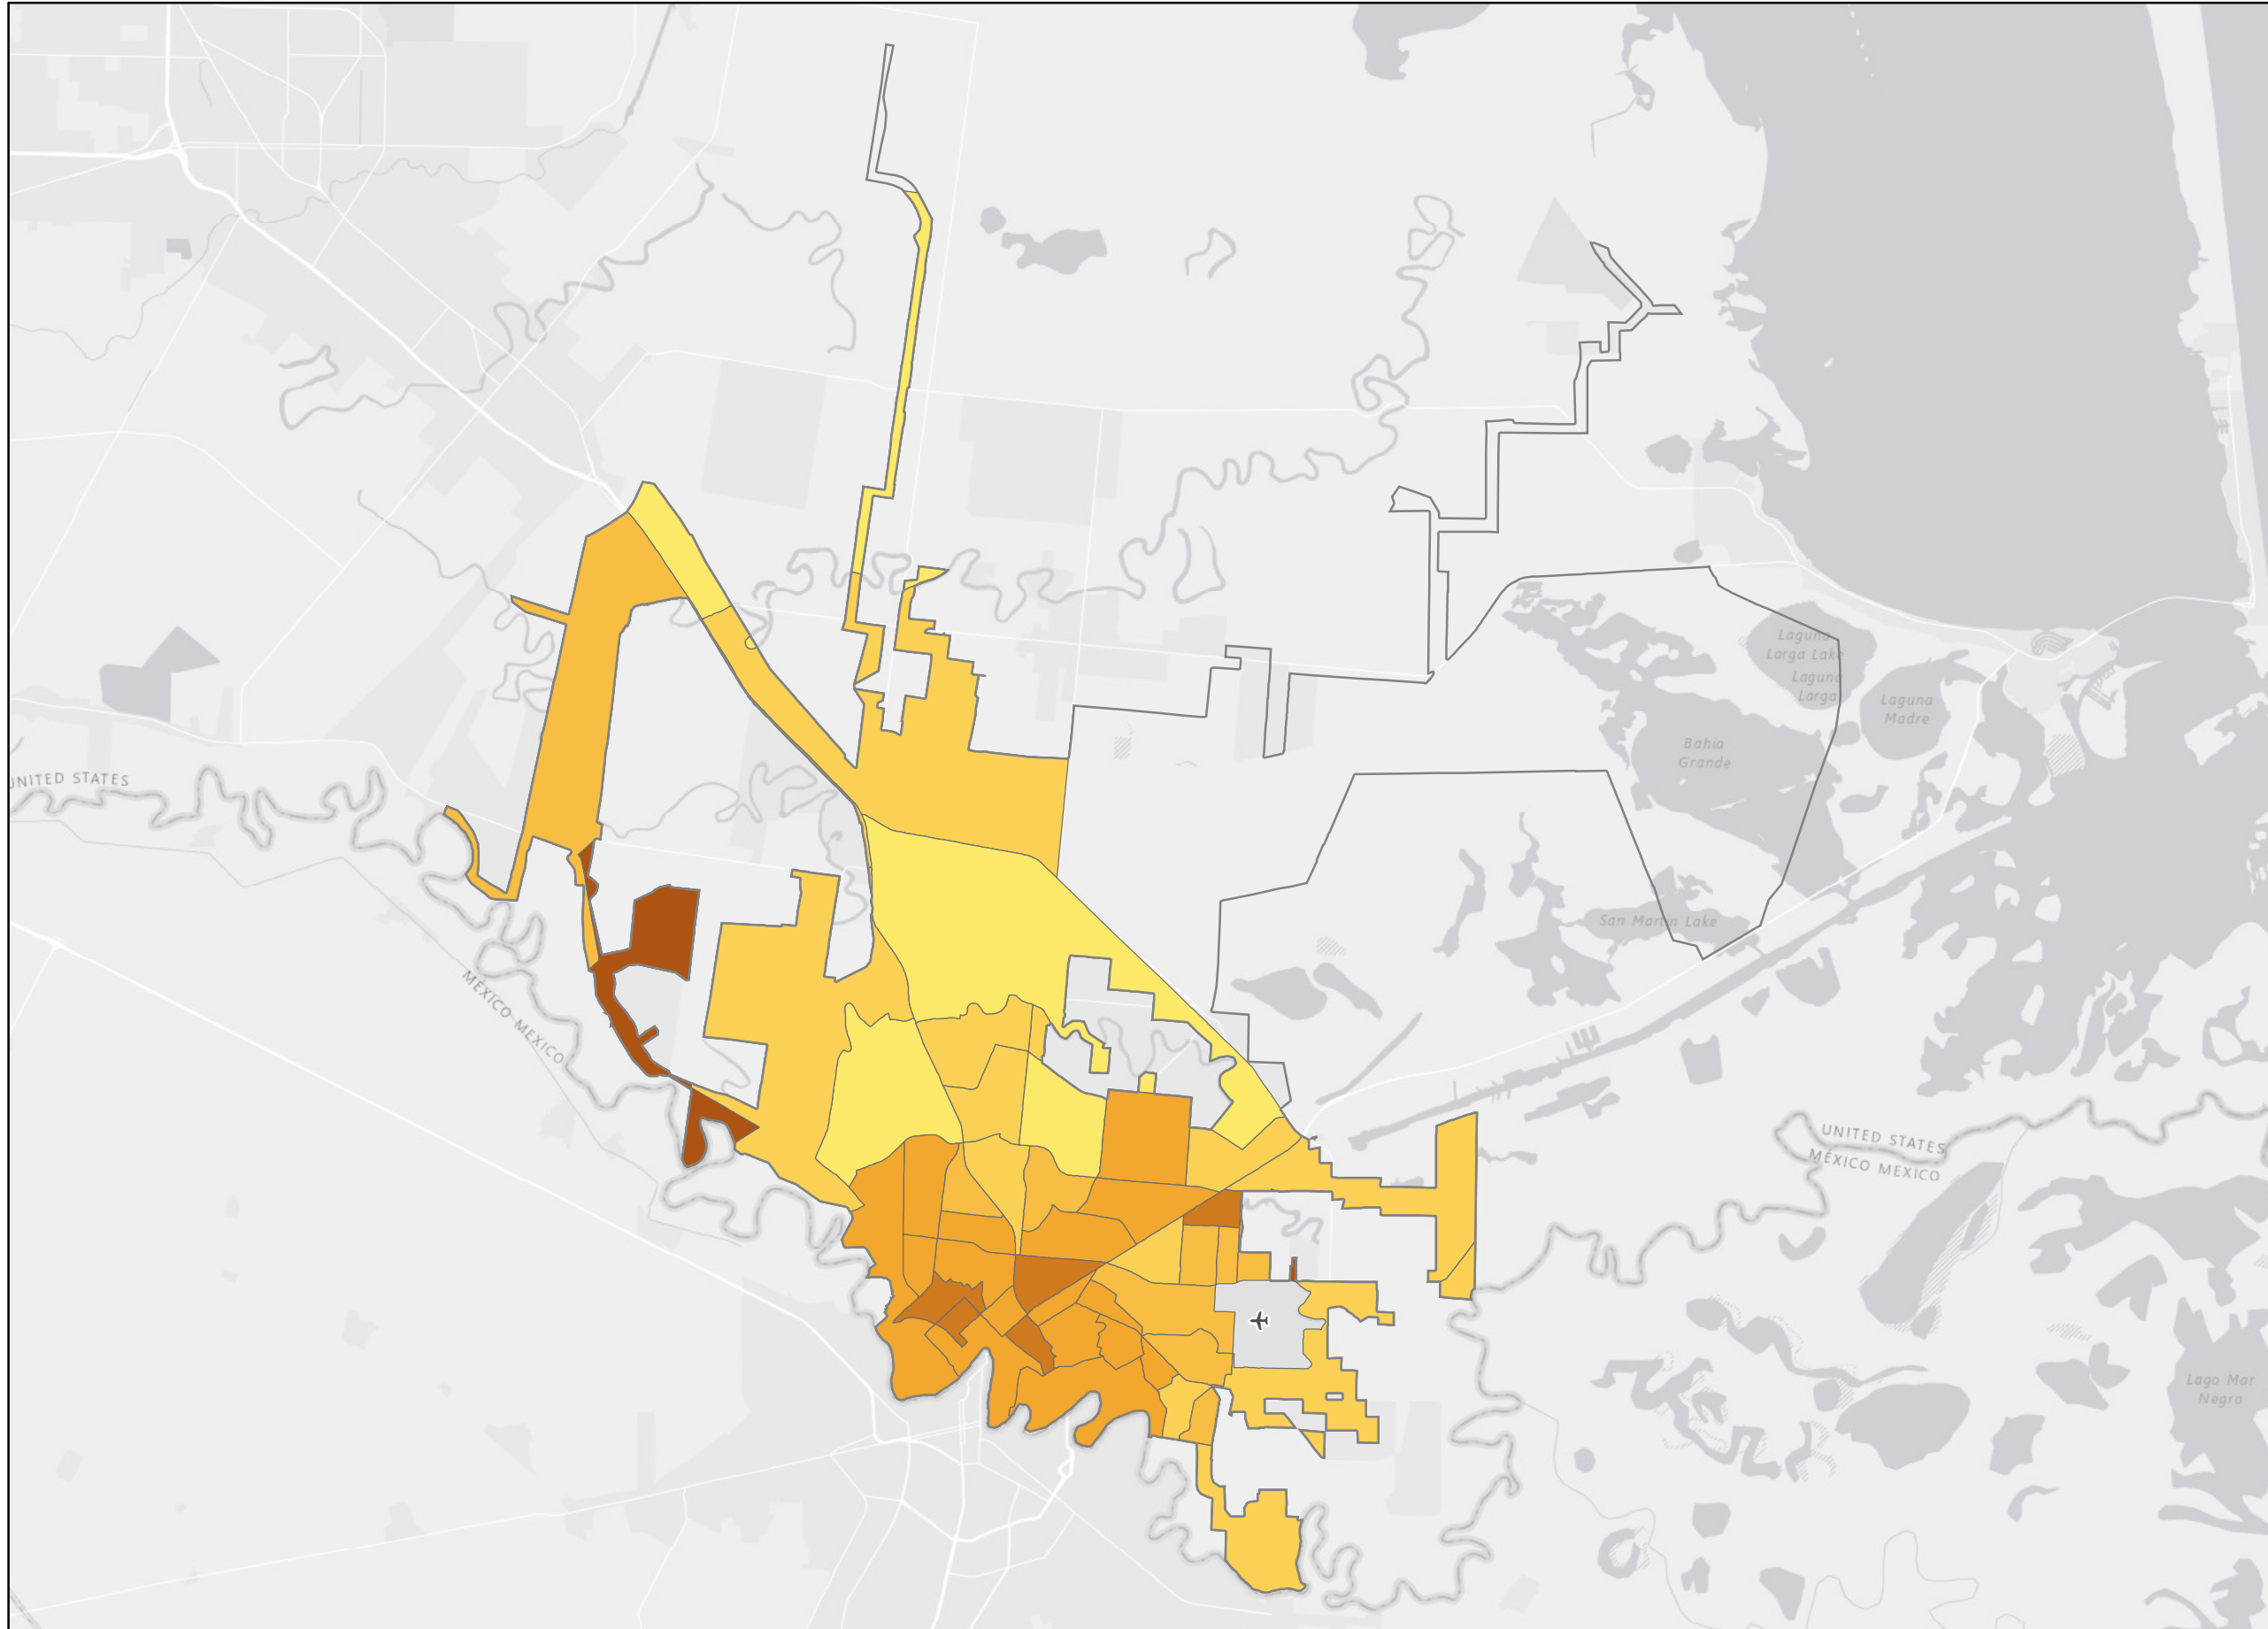 Laguna
Larga Lake
Laguna
Larga
Laguna
Madre
Bahia
Grande
UNITED STATES
San Martin Lake
MÉXICO MEXICO
UNITED STATES
MÉXICO MEXICO
Lago Mar
Negro